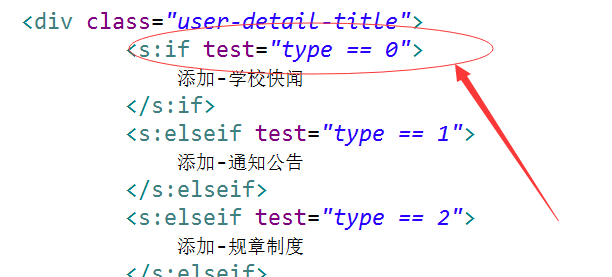 <div class="user-detail-title">
<s:if test="type == 0">
添加-学校快闻
</s:if>
<s:elseif test="type == 1">
添加-通知公告
</s:elseif>
<s:elseif test="type == 2">
添加-规章制度
</s:elseif>